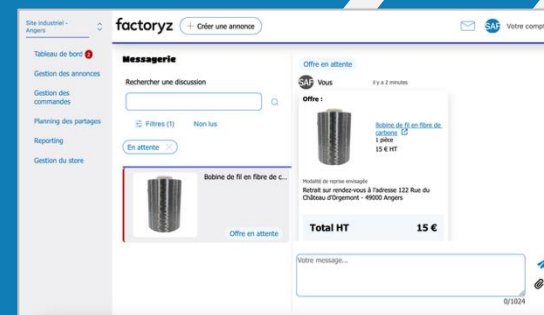 Site industriel -
Angers
Tableau de bord
Gestion des annonces
Gestion des
commandes
Planning des partages
Reporting
Gestion du store
factoryz
+ Créer une annonce
SAF
Votre compt
Messagerie
Rechercher une discussion
Filtres (1)
Non lus
En attente
Bobine de fil en fibre de c...
Offre en attente
Offre en attente
SAF Vous
il y a 2 minutes
Offre :
Bobine de fil en fibre de
carbone
1 pièce
15 € HT
Modalité de reprise envisagée
Retrait sur rendez-vous à l'adresse 122 Rue du
Château d'Orgemont - 49000 Angers
Total HT 15 €
Votre message...
0/1024